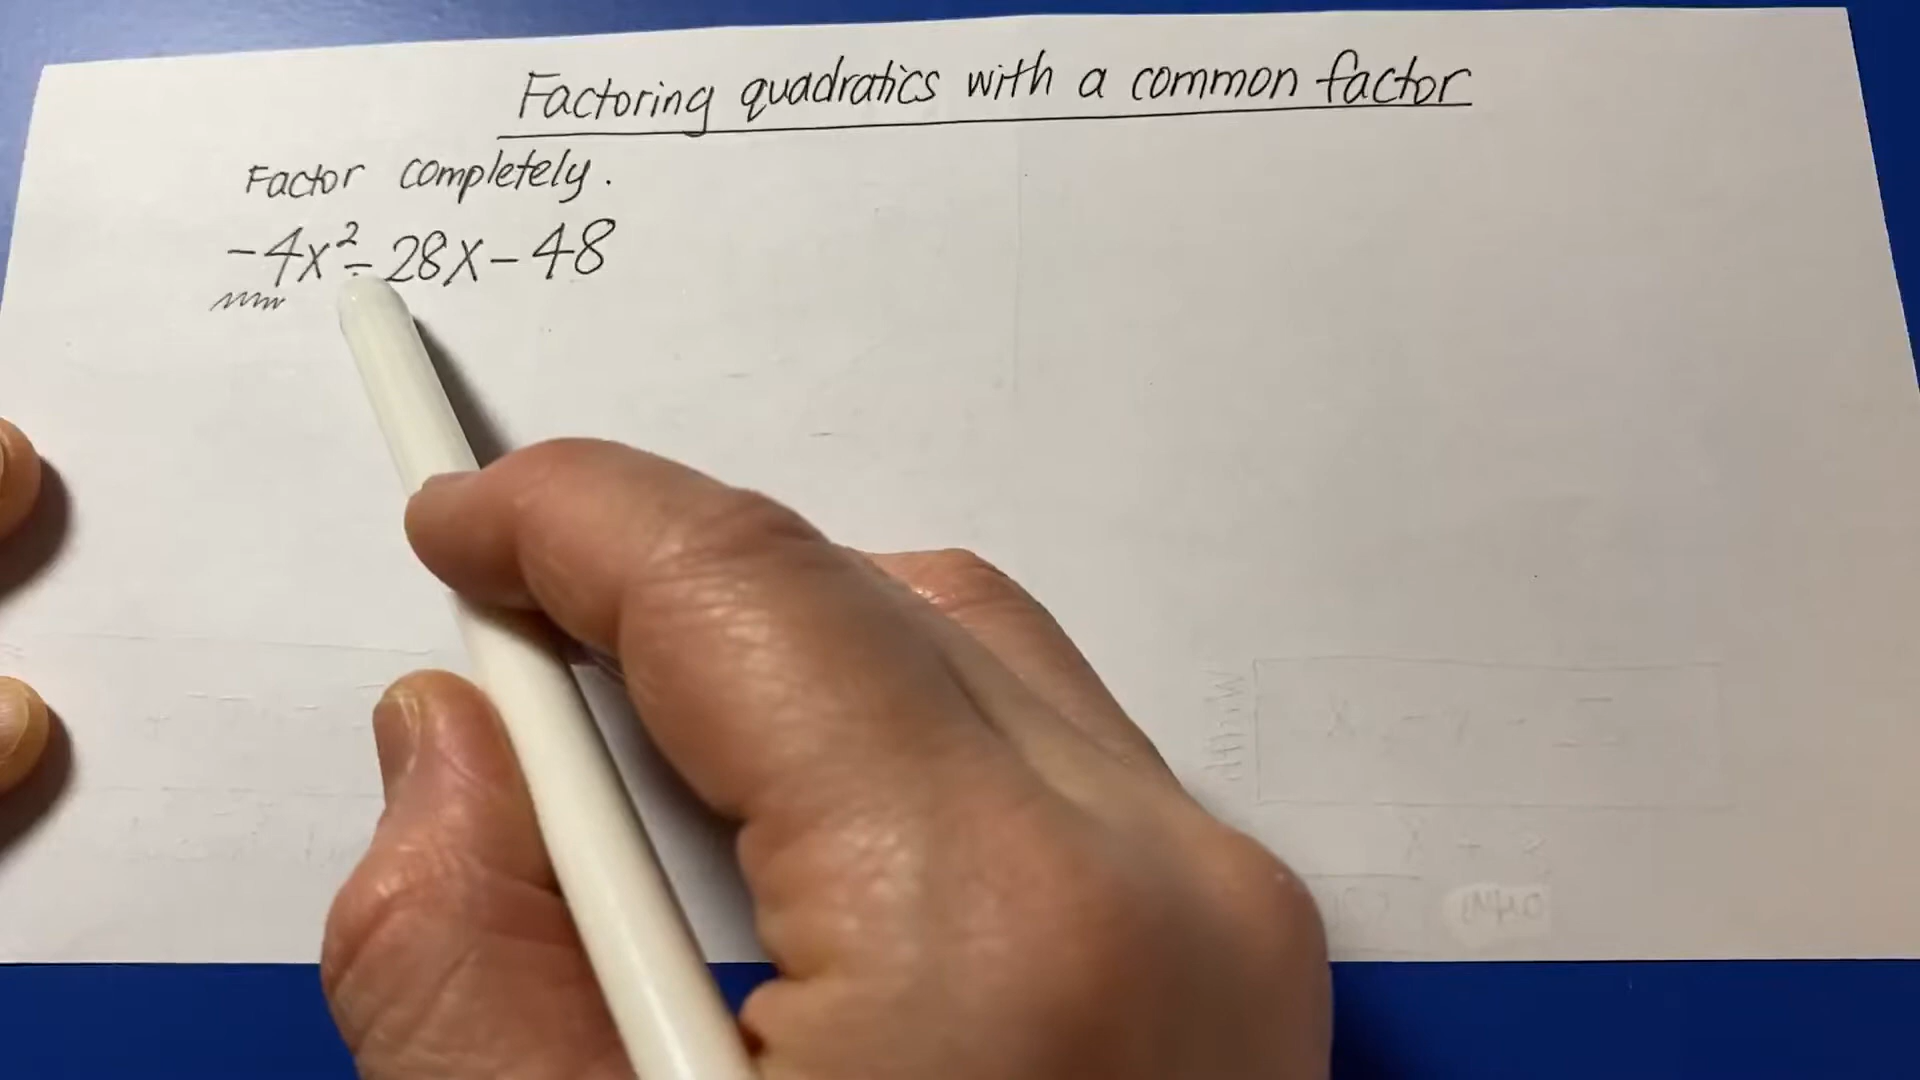 Factoring quadratics with a common factor
Factor completely.
-4x² - 28x - 48